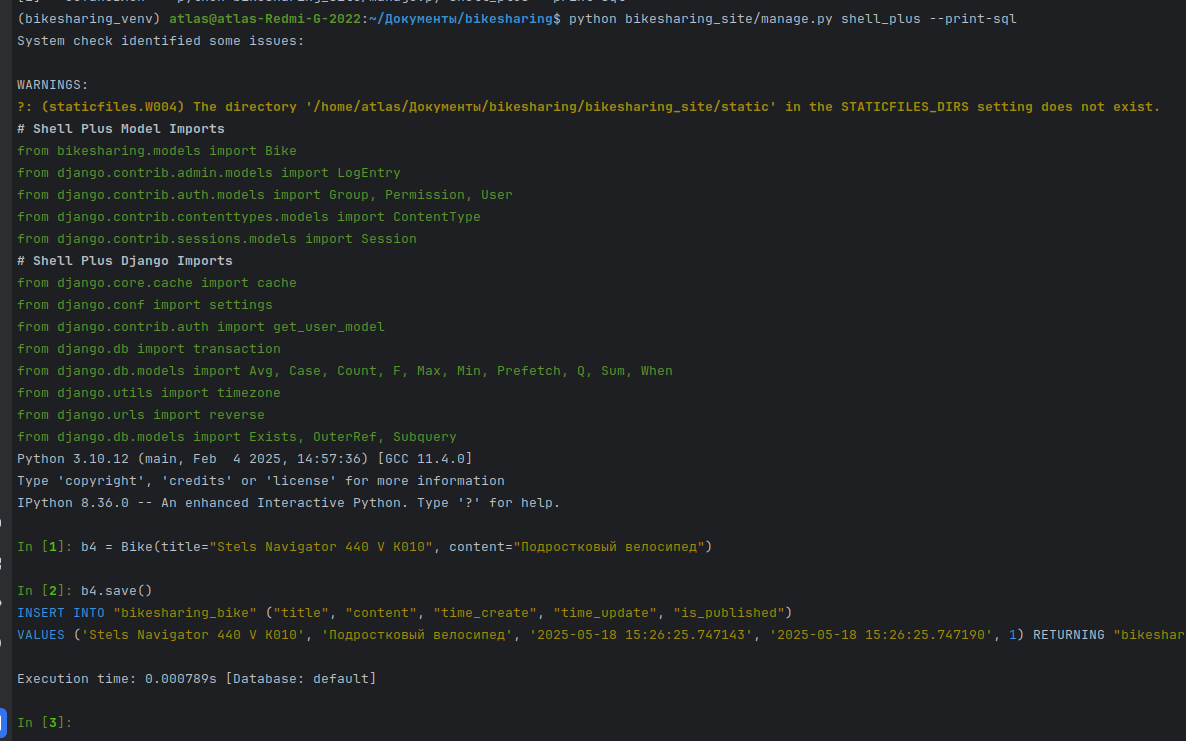 (bikesharing_venv) atlas@atlas-Redmi-G-2022:~/Документы/bikesharing$ python bikesharing_site/manage.py shell_plus --print-sql
System check identified some issues:
WARNINGS:
?: (staticfiles.W004) The directory '/home/atlas/Документы/bikesharing/bikesharing_site/static' in the STATICFILES_DIRS setting does not exist.
# Shell Plus Model Imports
from bikesharing.models import Bike
from django.contrib.admin.models import LogEntry
from django.contrib.auth.models import Group, Permission, User
from django.contrib.contenttypes.models import ContentType
from django.contrib.sessions.models import Session
# Shell Plus Django Imports
from django.core.cache import cache
from django.conf import settings
from django.contrib.auth import get_user_model
from django.db import transaction
from django.db.models import Avg, Case, Count, F, Max, Min, Prefetch, Q, Sum, When
from django.utils import timezone
from django.urls import reverse
from django.db.models import Exists, OuterRef, Subquery
Python 3.10.12 (main, Feb  4 2025, 14:57:36) [GCC 11.4.0]
Type 'copyright', 'credits' or 'license' for more information
IPython 8.36.0 -- An enhanced Interactive Python. Type '?' for help.
In [1]: b4 = Bike(title="Stels Navigator 440 V K010", content="Подростковый велосипед")
In [2]: b4.save()
INSERT INTO "bikesharing_bike" ("title", "content", "time_create", "time_update", "is_published")
VALUES ('Stels Navigator 440 V K010', 'Подростковый велосипед', '2025-05-18 15:26:25.747143', '2025-05-18 15:26:25.747190', 1) RETURNING "bikeshar
Execution time: 0.000789s [Database: default]
In [3]: